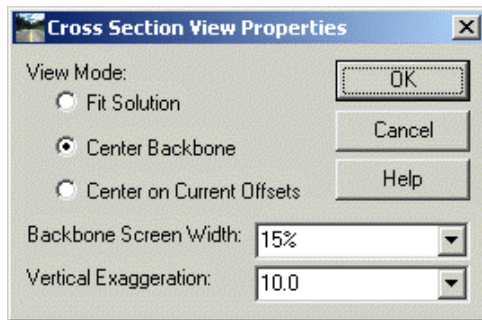 Cross Section View Properties
View Mode:
Fit Solution
Center Backbone
Center on Current Offsets
OK
Cancel
Help
Backbone Screen Width: 15%
Vertical Exaggeration: 10.0